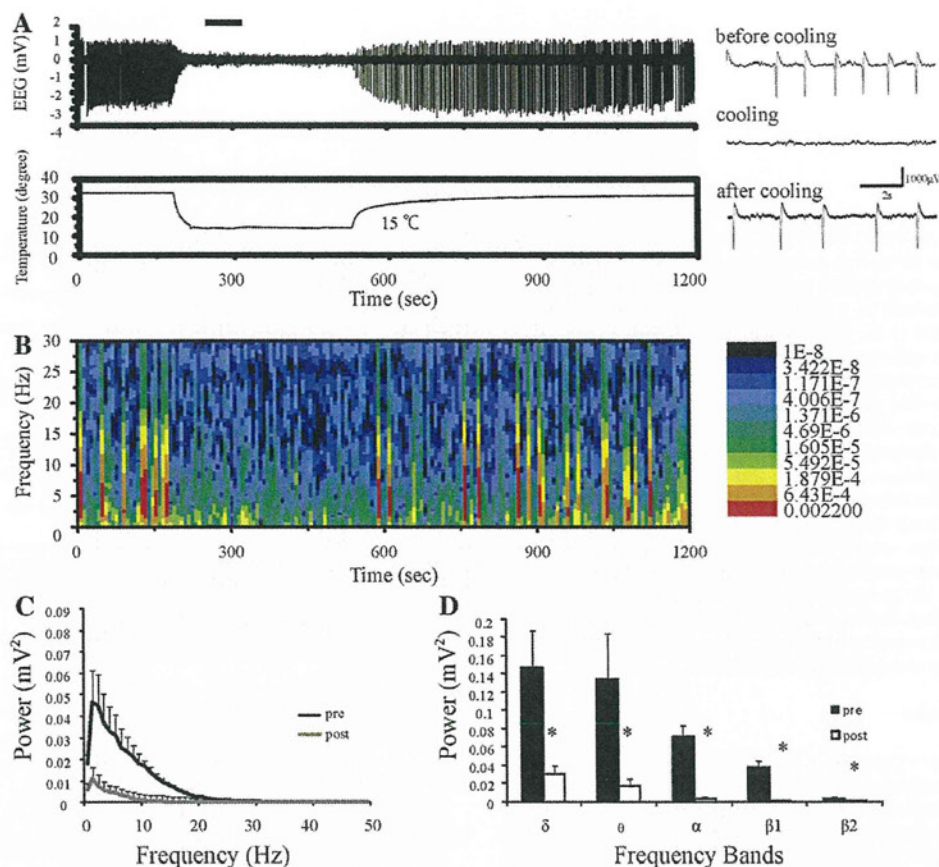 A
EEG (mV)
2
1
0
-1
-2
-3
-4
before cooling
cooling
after cooling
1000μV
2s
Temperature (degree)
40
30
20
10
0
15 ℃
0
300
600
900
1200
Time (sec)
B
Frequency (Hz)
30
25
20
15
10
5
0
0
300
600
900
1200
Time (sec)
1E-8
3.422E-8
1.171E-7
4.006E-7
1.371E-6
4.69E-6
1.605E-5
5.492E-5
1.879E-4
6.43E-4
0.002200
C
Power (mV²)
0.09
0.08
0.07
0.06
0.05
0.04
0.03
0.02
0.01
0
pre
post
0
10
20
30
40
50
Frequency (Hz)
D
Power (mV²)
0.2
0.18
0.16
0.14
0.12
0.1
0.08
0.06
0.04
0.02
0
* * * * *
pre
post
δ
θ
α
β1
β2
Frequency Bands